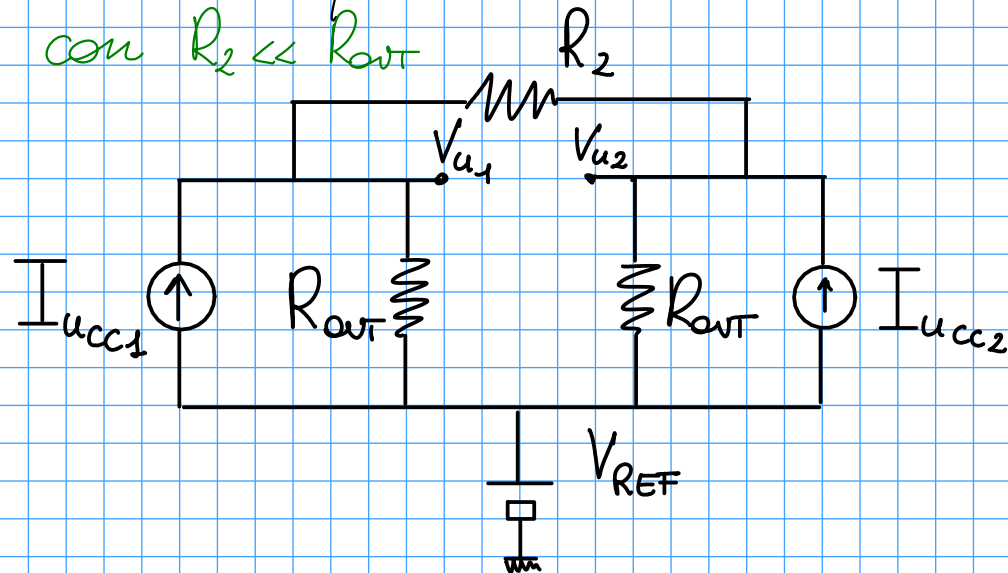 con R2 << ROUT
R2
Vu1
Vu2
IuCC1
ROUT
ROUT
IuCC2
VREF